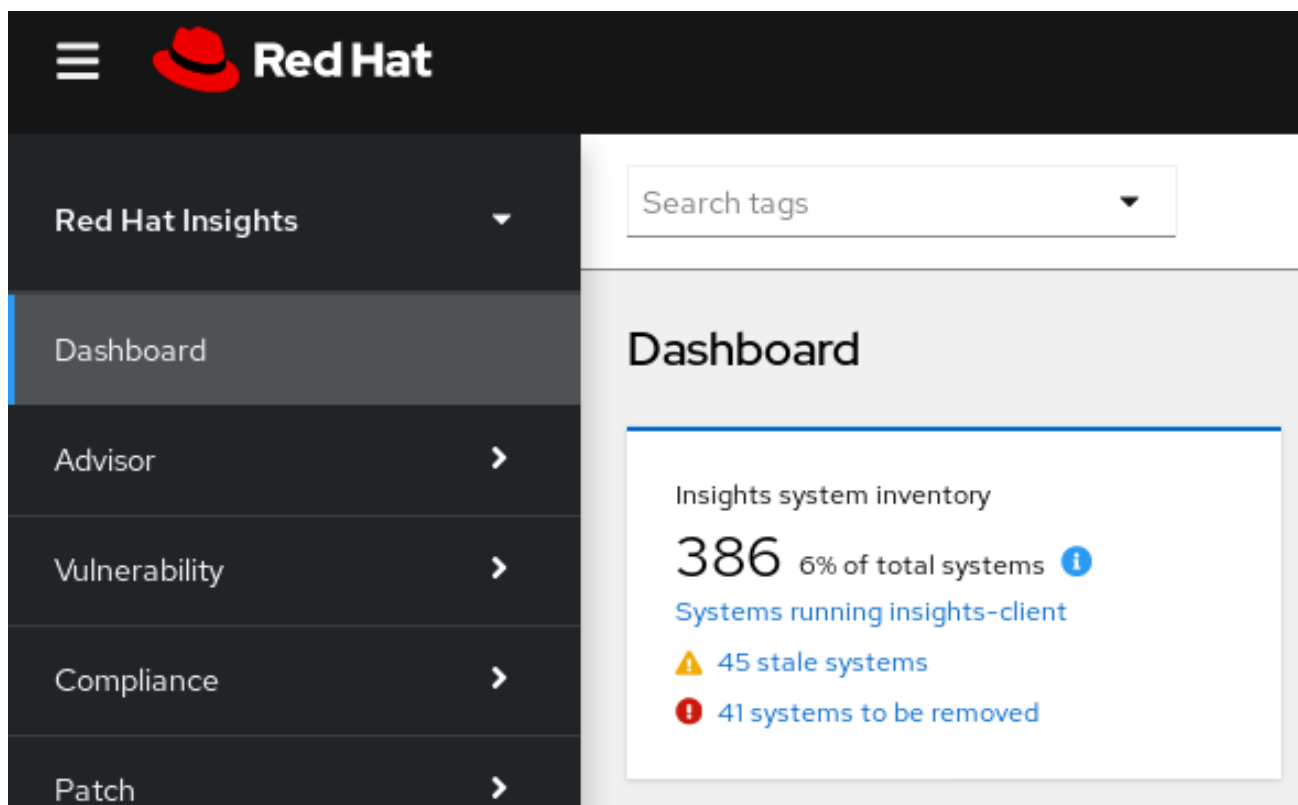 Red Hat
Red Hat Insights
Dashboard
Advisor
Vulnerability
Compliance
Patch
Search tags
Dashboard
Insights system inventory
386 6% of total systems
Systems running insights-client
45 stale systems
41 systems to be removed